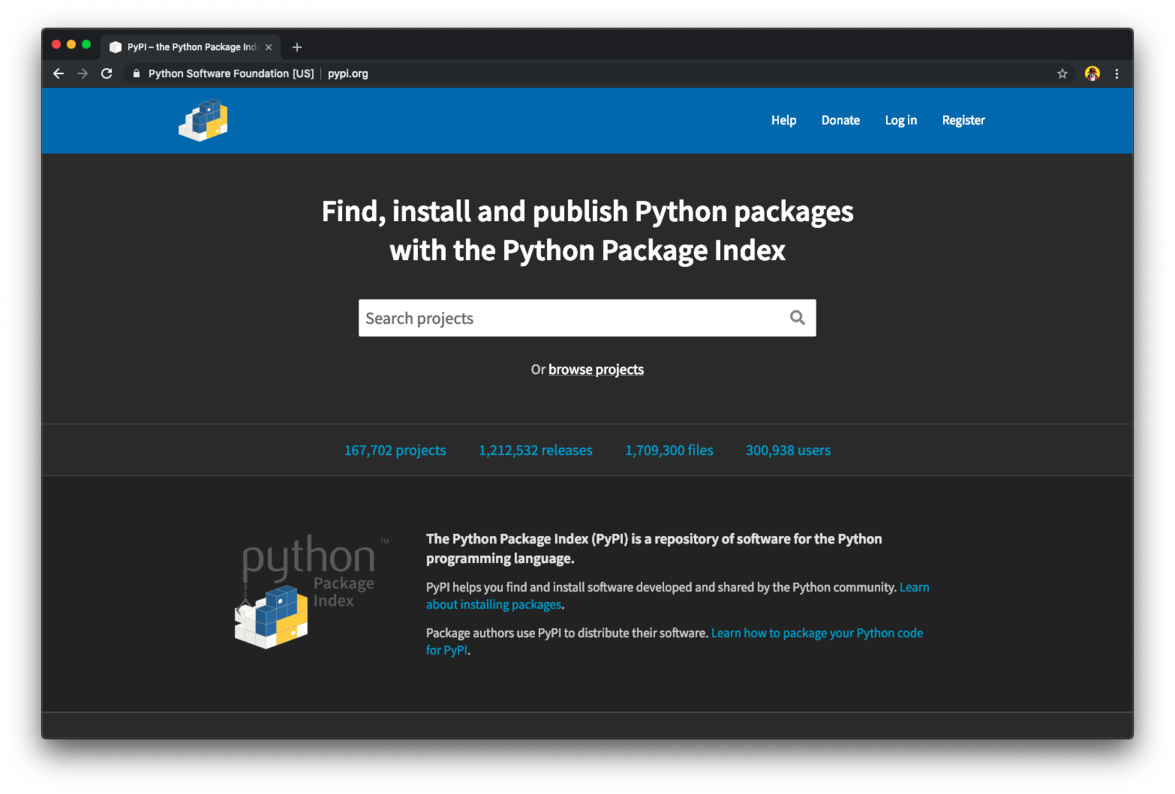 PyPI – the Python Package Ind
Python Software Foundation [US] pypi.org
Help Donate Log in Register
Find, install and publish Python packages
with the Python Package Index
Search projects
Or browse projects
167,702 projects 1,212,532 releases 1,709,300 files 300,938 users
python ™
Package
Index
The Python Package Index (PyPI) is a repository of software for the Python
programming language.
PyPI helps you find and install software developed and shared by the Python community. Learn
about installing packages.
Package authors use PyPI to distribute their software. Learn how to package your Python code
for PyPI.